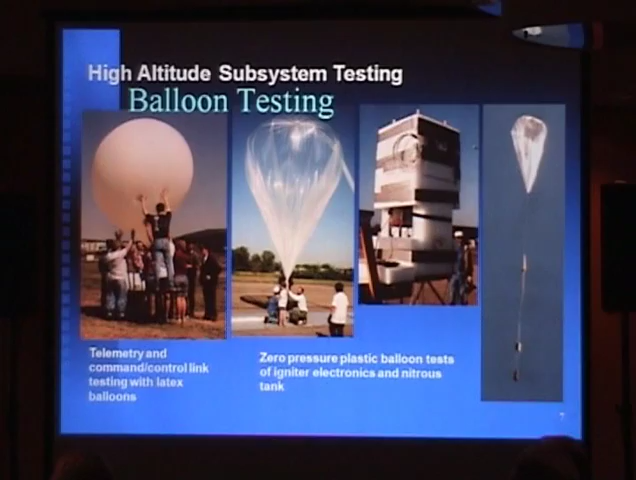 High Altitude Subsystem Testing
Balloon Testing
Telemetry and
command/control link
testing with latex
balloons
Zero pressure plastic balloon tests
of igniter electronics and nitrous
tank
7